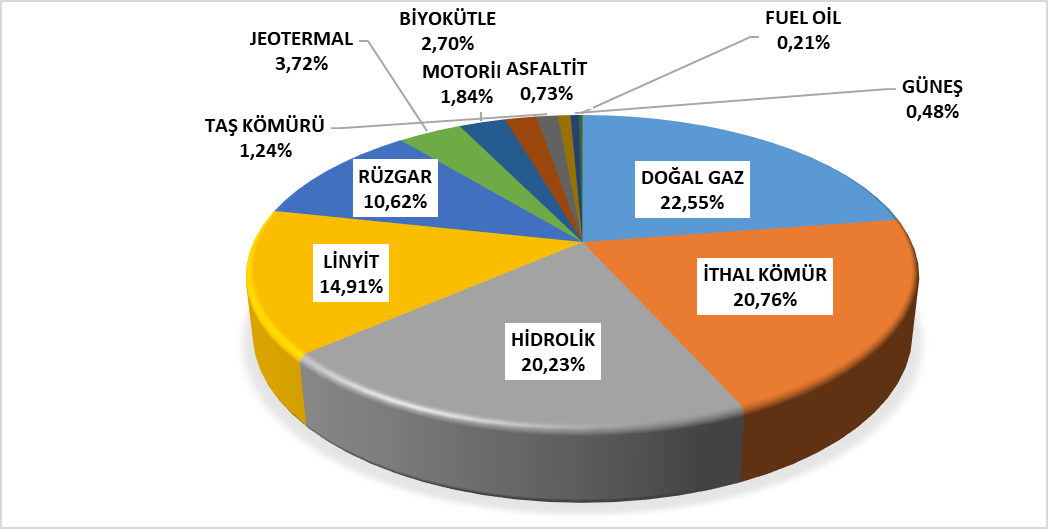 BİYOKÜTLE
2,70%
FUEL OİL
0,21%
JEOTERMAL
3,72%
MOTORİ
1,84%
ASFALTİT
0,73%
GÜNEŞ
0,48%
TAŞ KÖMÜRÜ
1,24%
RÜZGAR
10,62%
DOĞAL GAZ
22,55%
LİNYİT
14,91%
İTHAL KÖMÜR
20,76%
HİDROLİK
20,23%